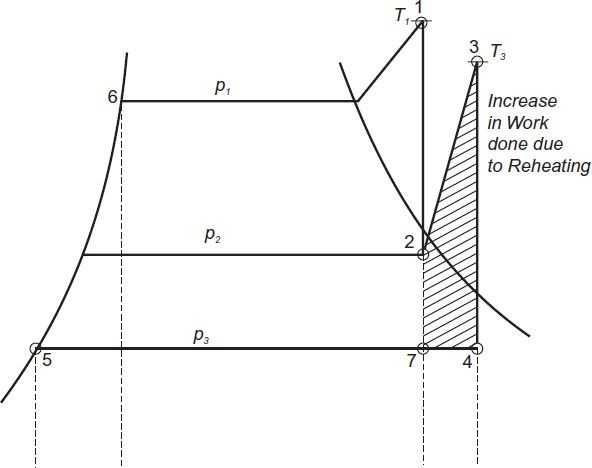 1
T1
3
T3
6
p1
Increase
in Work
done due
to Reheating
p2
2
p3
5
7
4